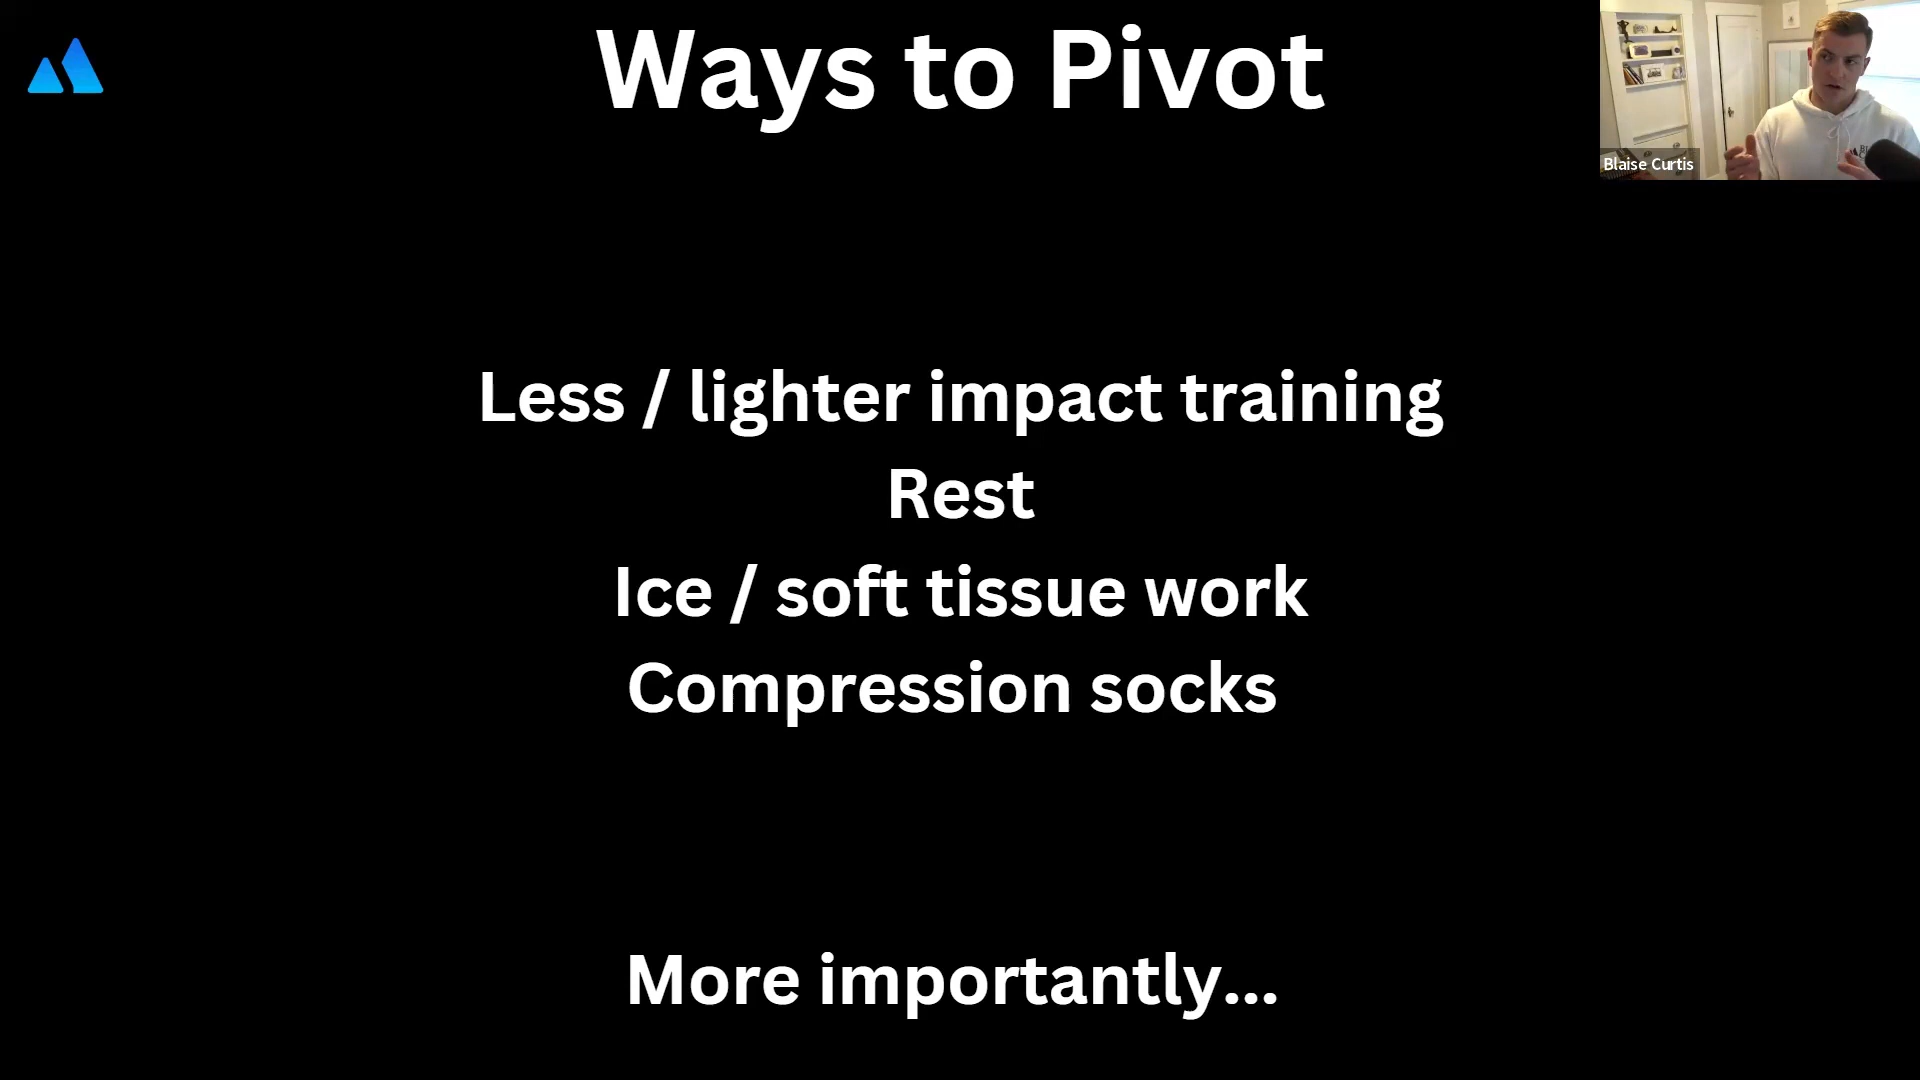 Ways to Pivot
Blaise Curtis
Less / lighter impact training
Rest
Ice / soft tissue work
Compression socks
More importantly...